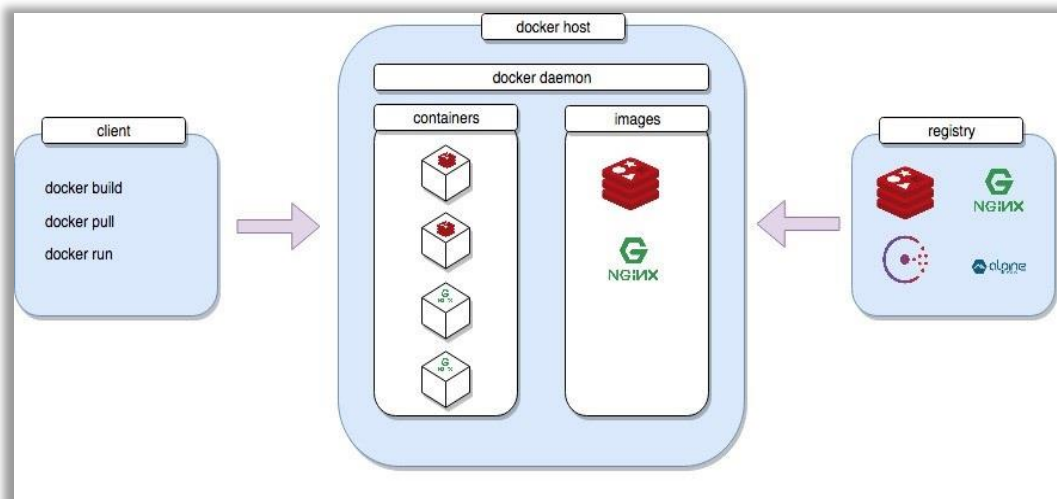 docker host
docker daemon
containers
images
client
registry
docker build
docker pull
docker run
NGINX
NGINX
alpine